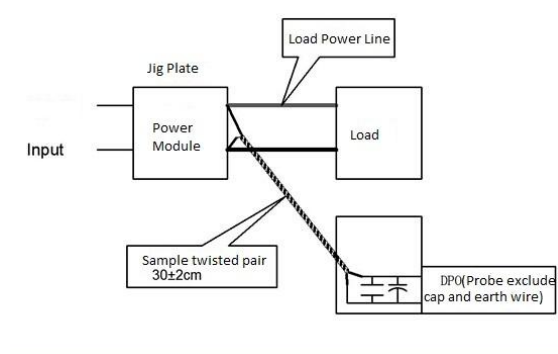 Load Power Line
Jig Plate
Power
Module
Load
Input
Sample twisted pair
30±2cm
DPO(Probe exclude
cap and earth wire)